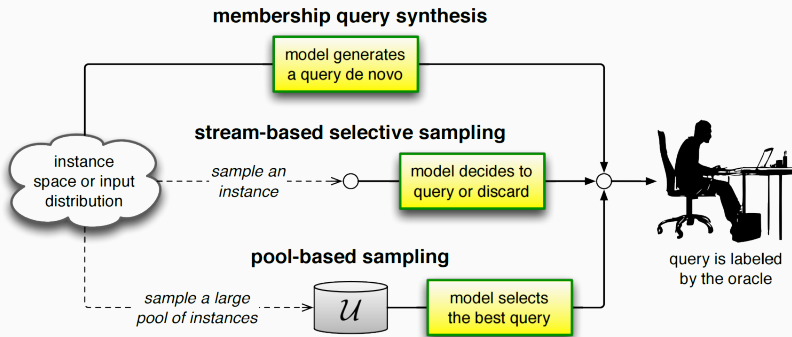 membership query synthesis
model generates
a query de novo
stream-based selective sampling
instance
space or input
distribution
sample an
instance
model decides to
query or discard
pool-based sampling
query is labeled
by the oracle
sample a large
pool of instances
U
model selects
the best query